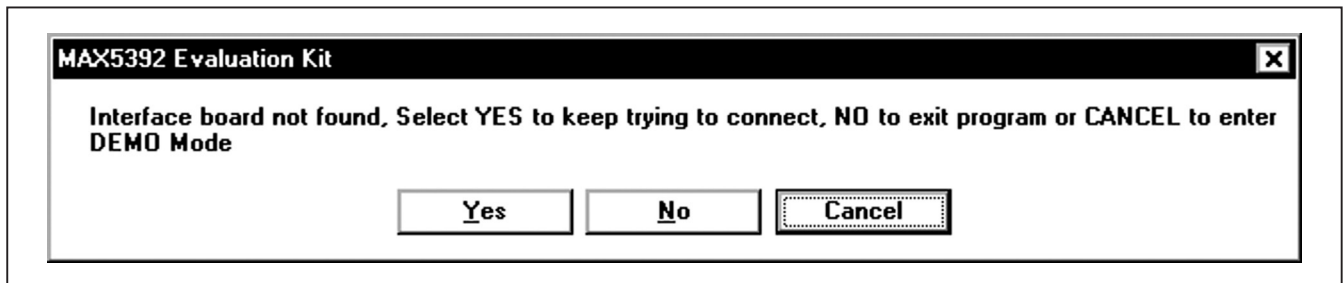 MAX5392 Evaluation Kit
Interface board not found, Select YES to keep trying to connect, NO to exit program or CANCEL to enter
DEMO Mode
Yes No Cancel